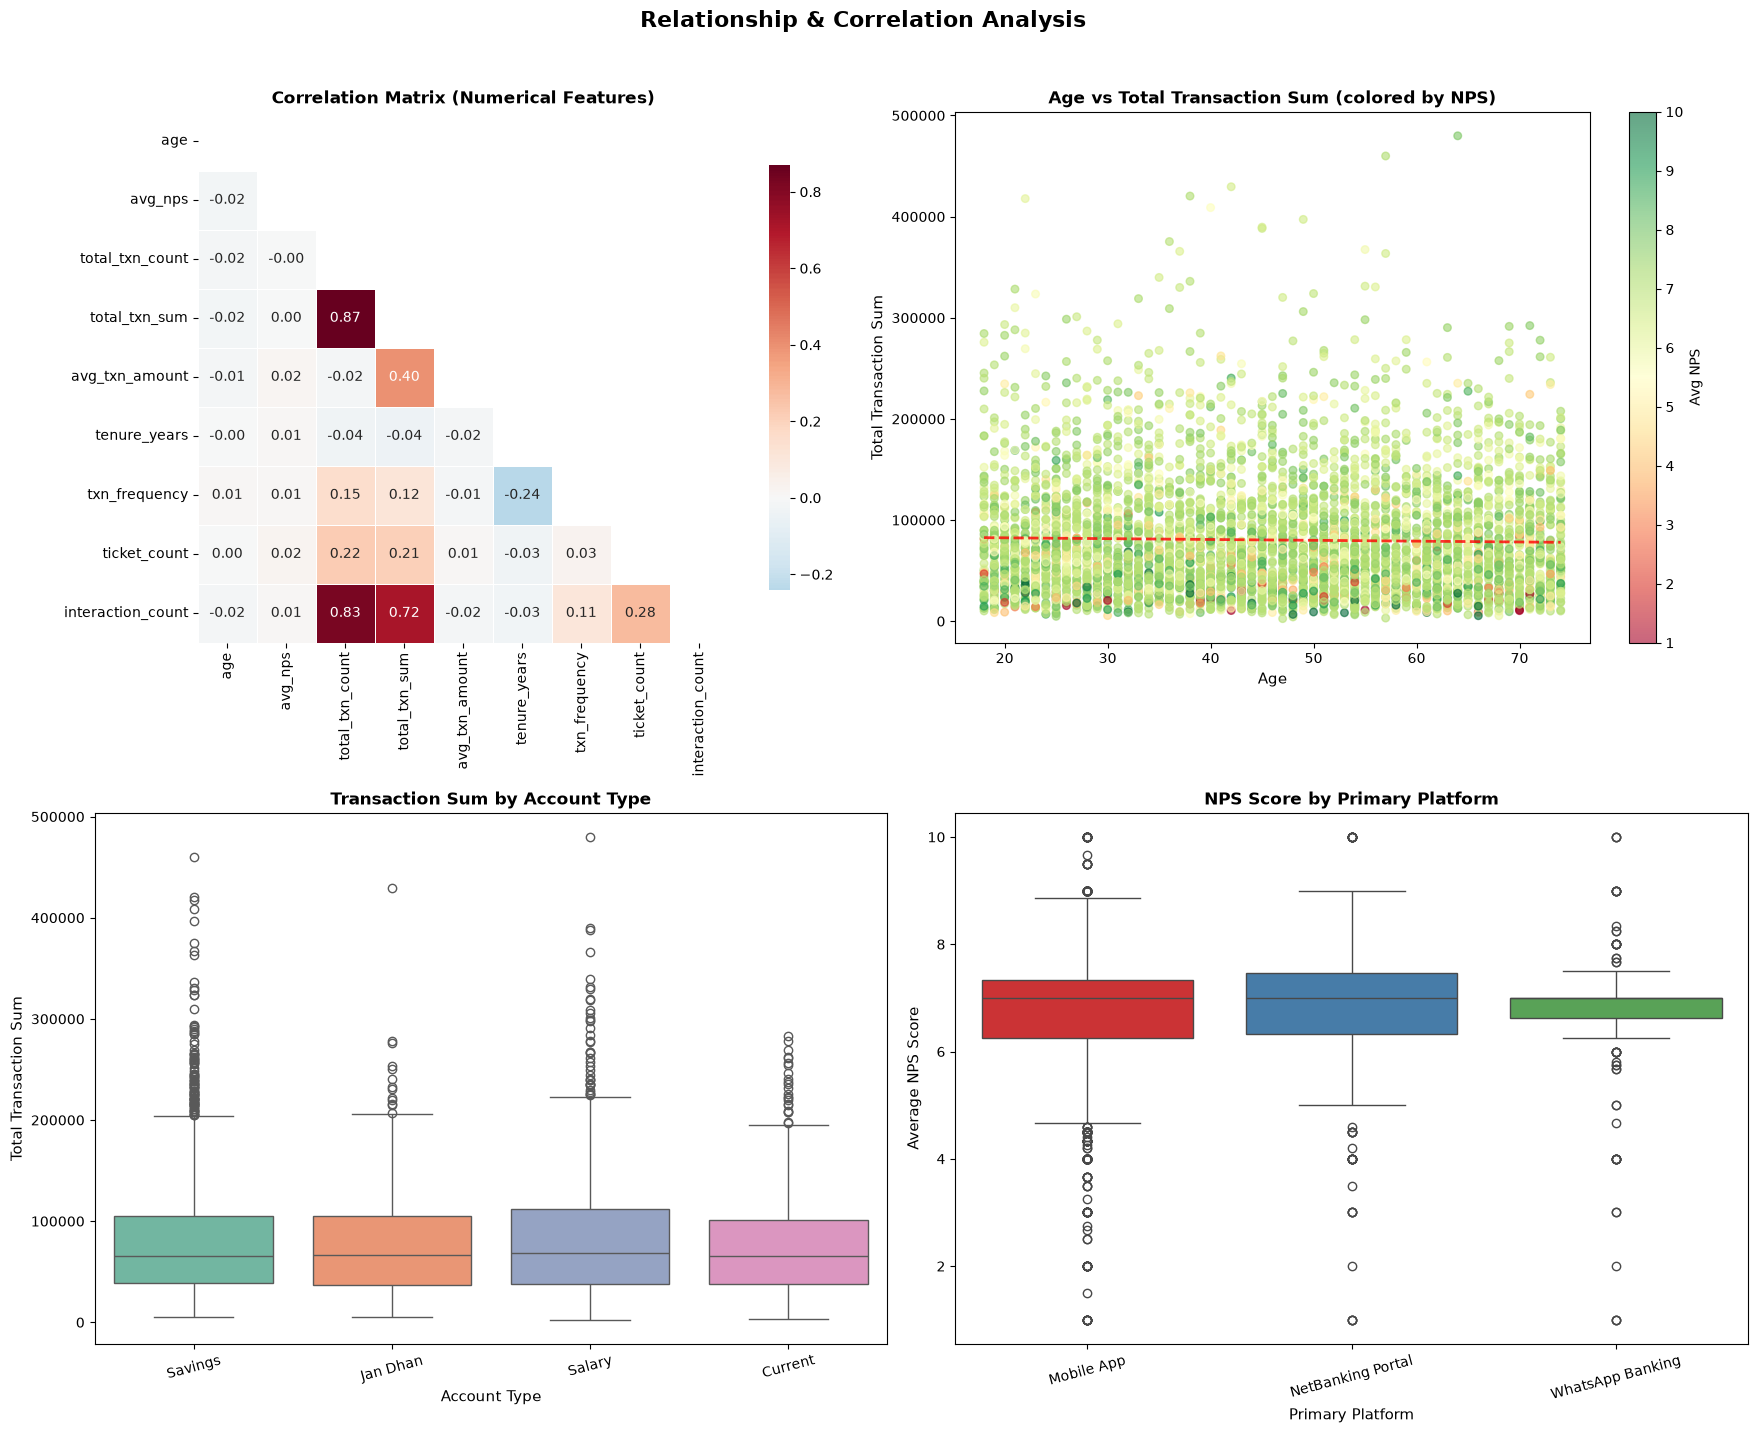 Relationship & Correlation Analysis
Correlation Matrix (Numerical Features)
age
avg_nps
-0.02
total_txn_count
-0.02 -0.00
total_txn_sum
-0.02 0.00 0.87
avg_txn_amount
-0.01 0.02 -0.02 0.40
tenure_years
-0.00 0.01 -0.04 -0.04 -0.02
txn_frequency
0.01 0.01 0.15 0.12 -0.01 -0.24
ticket_count
0.00 0.02 0.22 0.21 0.01 -0.03 0.03
interaction_count
-0.02 0.01 0.83 0.72 -0.02 -0.03 0.11 0.28
age
avg_nps
total_txn_count
total_txn_sum
avg_txn_amount
tenure_years
txn_frequency
ticket_count
interaction_count
0.8
0.6
0.4
0.2
0.0
−0.2
Age vs Total Transaction Sum (colored by NPS)
Total Transaction Sum
500000
400000
300000
200000
100000
0
20 30 40 50 60 70
Age
10
9
8
7
6
5
4
3
2
1
Avg NPS
Transaction Sum by Account Type
Total Transaction Sum
500000
400000
300000
200000
100000
0
Savings Jan Dhan Salary Current
Account Type
NPS Score by Primary Platform
Average NPS Score
10
8
6
4
2
Mobile App NetBanking Portal WhatsApp Banking
Primary Platform